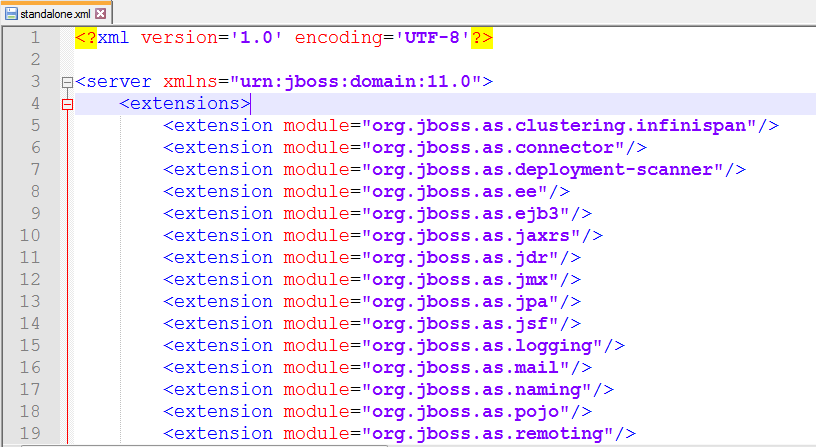 standalone.xml
1 <?xml version='1.0' encoding='UTF-8'?>
2
3 <server xmlns="urn:jboss:domain:11.0">
4 <extensions>
5 <extension module="org.jboss.as.clustering.infinispan"/>
6 <extension module="org.jboss.as.connector"/>
7 <extension module="org.jboss.as.deployment-scanner"/>
8 <extension module="org.jboss.as.ee"/>
9 <extension module="org.jboss.as.ejb3"/>
10 <extension module="org.jboss.as.jaxrs"/>
11 <extension module="org.jboss.as.jdr"/>
12 <extension module="org.jboss.as.jmx"/>
13 <extension module="org.jboss.as.jpa"/>
14 <extension module="org.jboss.as.jsf"/>
15 <extension module="org.jboss.as.logging"/>
16 <extension module="org.jboss.as.mail"/>
17 <extension module="org.jboss.as.naming"/>
18 <extension module="org.jboss.as.pojo"/>
19 <extension module="org.jboss.as.remoting"/>